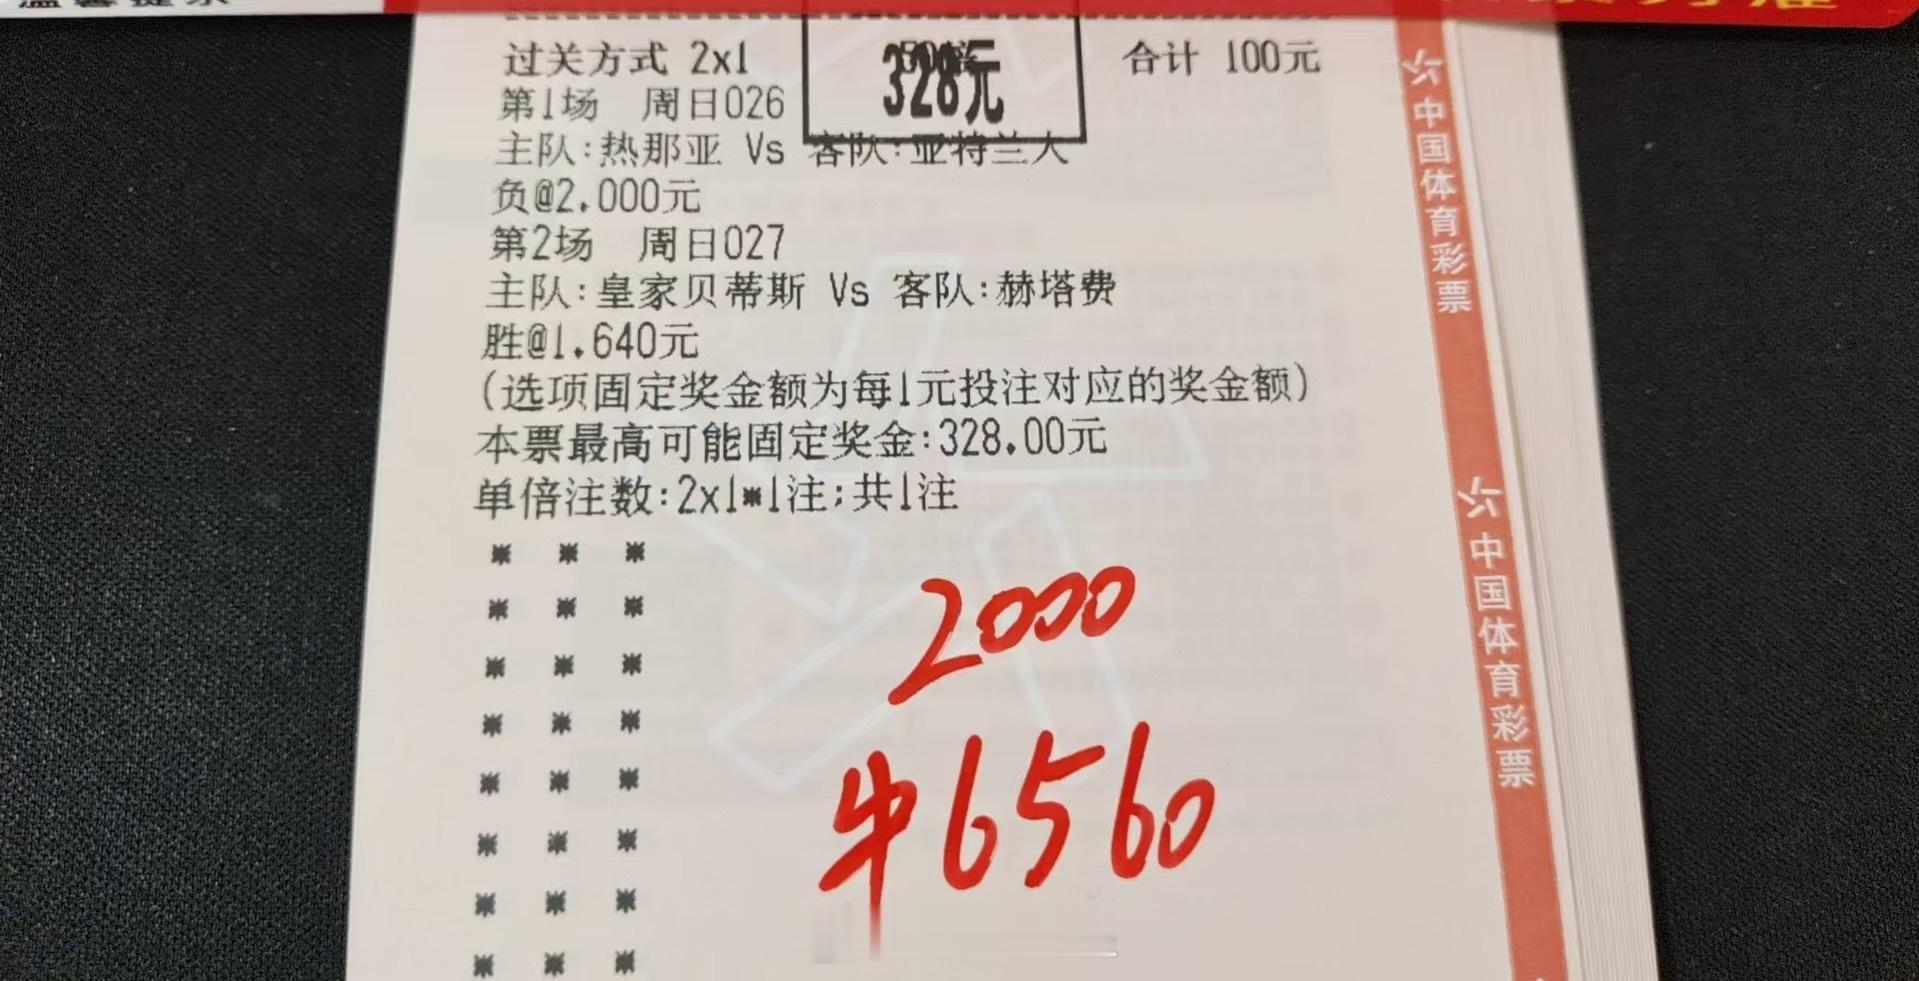 过关方式 2x1
328元
合计 100元
第1场 周日026
主队:热那亚 Vs 客队:亚特兰大
负@2.000元
第2场 周日027
主队:皇家贝蒂斯 Vs 客队:赫塔费
胜@1.640元
(选项固定奖金额为每1元投注对应的奖金额)
本票最高可能固定奖金:328.00元
单倍注数:2x1*1注;共1注
2000
中6560
中国体育彩票
中国体育彩票